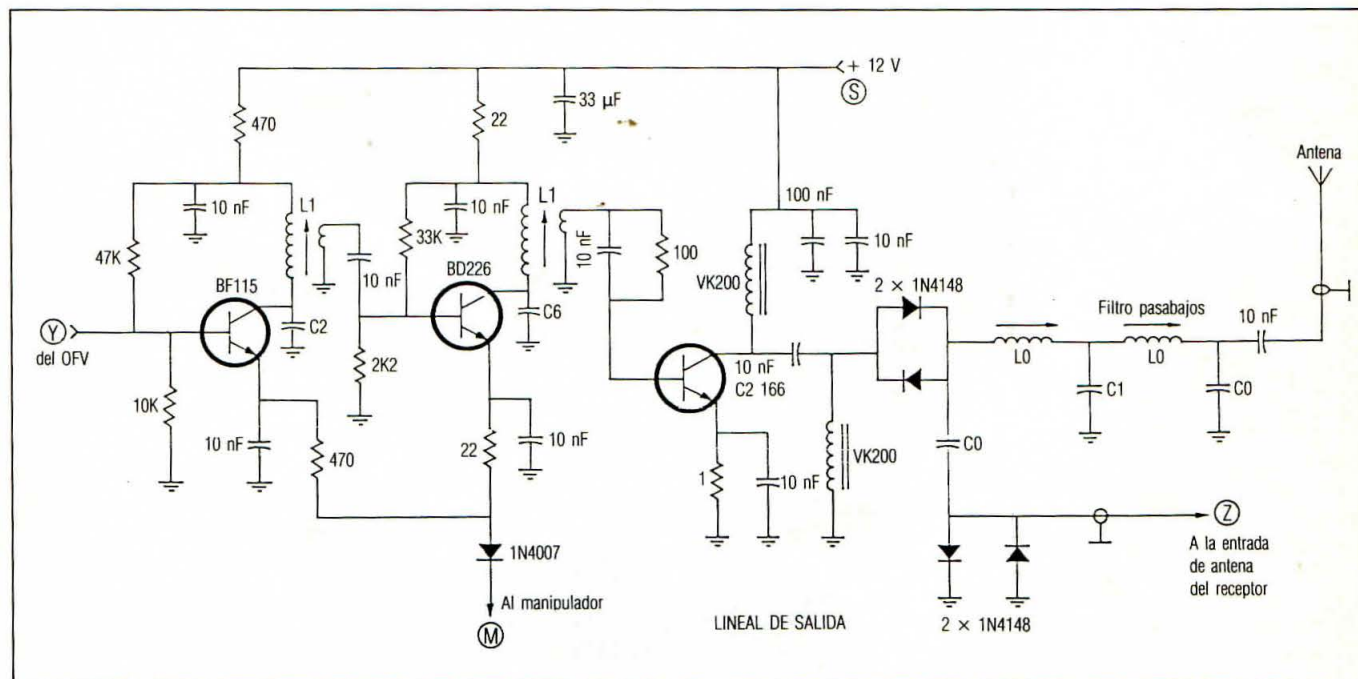 + 12 V
S
470
22
33 µF
Antena
10 nF
L1
10 nF
L1
100 nF
10 nF
47K
33K
10 nF
100
VK200
10 nF
2 × 1N4148
Filtro pasabajos
10 nF
BF115
BD226
L0
L0
Y
del OFV
C2
C6
10 nF
C2 166
C1
C0
10K
2K2
10 nF
470
22
10 nF
1
10 nF
VK200
C0
Z
1N4007
A la entrada
de antena
del receptor
Al manipulador
M
LINEAL DE SALIDA
2 × 1N4148